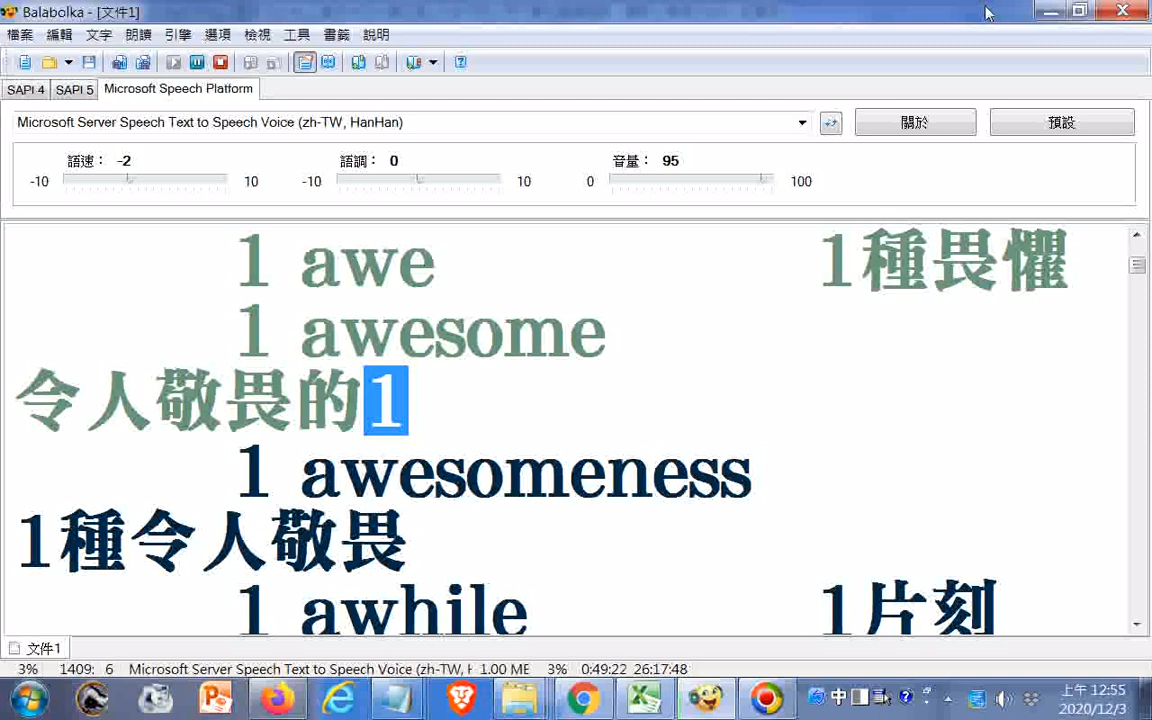 Balabolka - [文件1]
檔案 編輯 文字 朗讀 引擎 選項 檢視 工具 書籤 說明
SAPI 4 SAPI 5 Microsoft Speech Platform
Microsoft Server Speech Text to Speech Voice (zh-TW, HanHan) 關於 預設
語速： -2 語調： 0 音量： 95
-10 10 -10 10 0 100
1 awe 1種畏懼
1 awesome
令人敬畏的1
1 awesomeness
1種令人敬畏
1 awhile 1片刻
文件1
3% 1409: 6 Microsoft Server Speech Text to Speech Voice (zh-TW, H 1.00 ME 3% 0:49:22 26:17:48
中 上午 12:55
2020/12/3